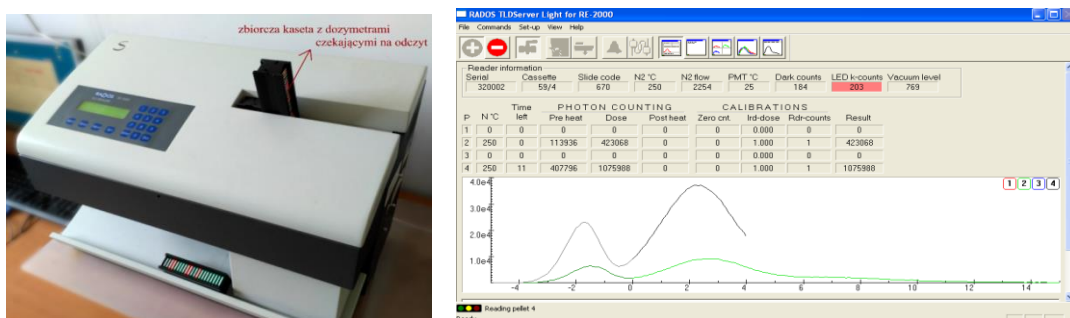 zbiorcza kaseta z dozymetrami
czekającymi na odczyt
S
RADOS TLDServer Light for RE-2000
File Commands Set-up View Help
Reader information
Serial Cassette Slide code N2 °C N2 flow PMT °C Dark counts LED k-counts Vacuum level
320002 59/4 670 250 2254 25 184 203 769
Time PHOTON COUNTING CALIBRATIONS
P N °C left Pre heat Dose Post heat Zero cnt. Ird-dose Rdr-counts Result
1 0 0 0 0 0 0 0.000 0 0
2 250 0 113936 423068 0 0 1.000 1 423068
3 0 0 0 0 0 0 0.000 0 0
4 250 11 407796 1075988 0 0 1.000 1 1075988
4.0e4 1 2 3 4
3.0e4
2.0e4
1.0e4
-4 -2 0 2 4 6 8 10 12 14
Reading pellet 4